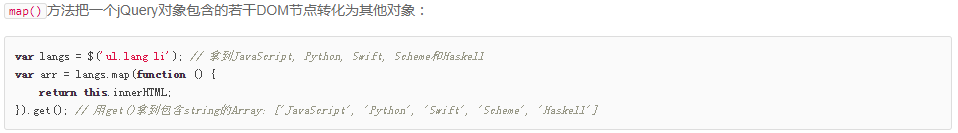 map()方法把一个jQuery对象包含的若干DOM节点转化为其他对象：
var langs = $('ul.lang li'); // 拿到JavaScript, Python, Swift, Scheme和Haskell
var arr = langs.map(function () {
    return this.innerHTML;
}).get(); // 用get()拿到包含string的Array: ['JavaScript', 'Python', 'Swift', 'Scheme', 'Haskell']